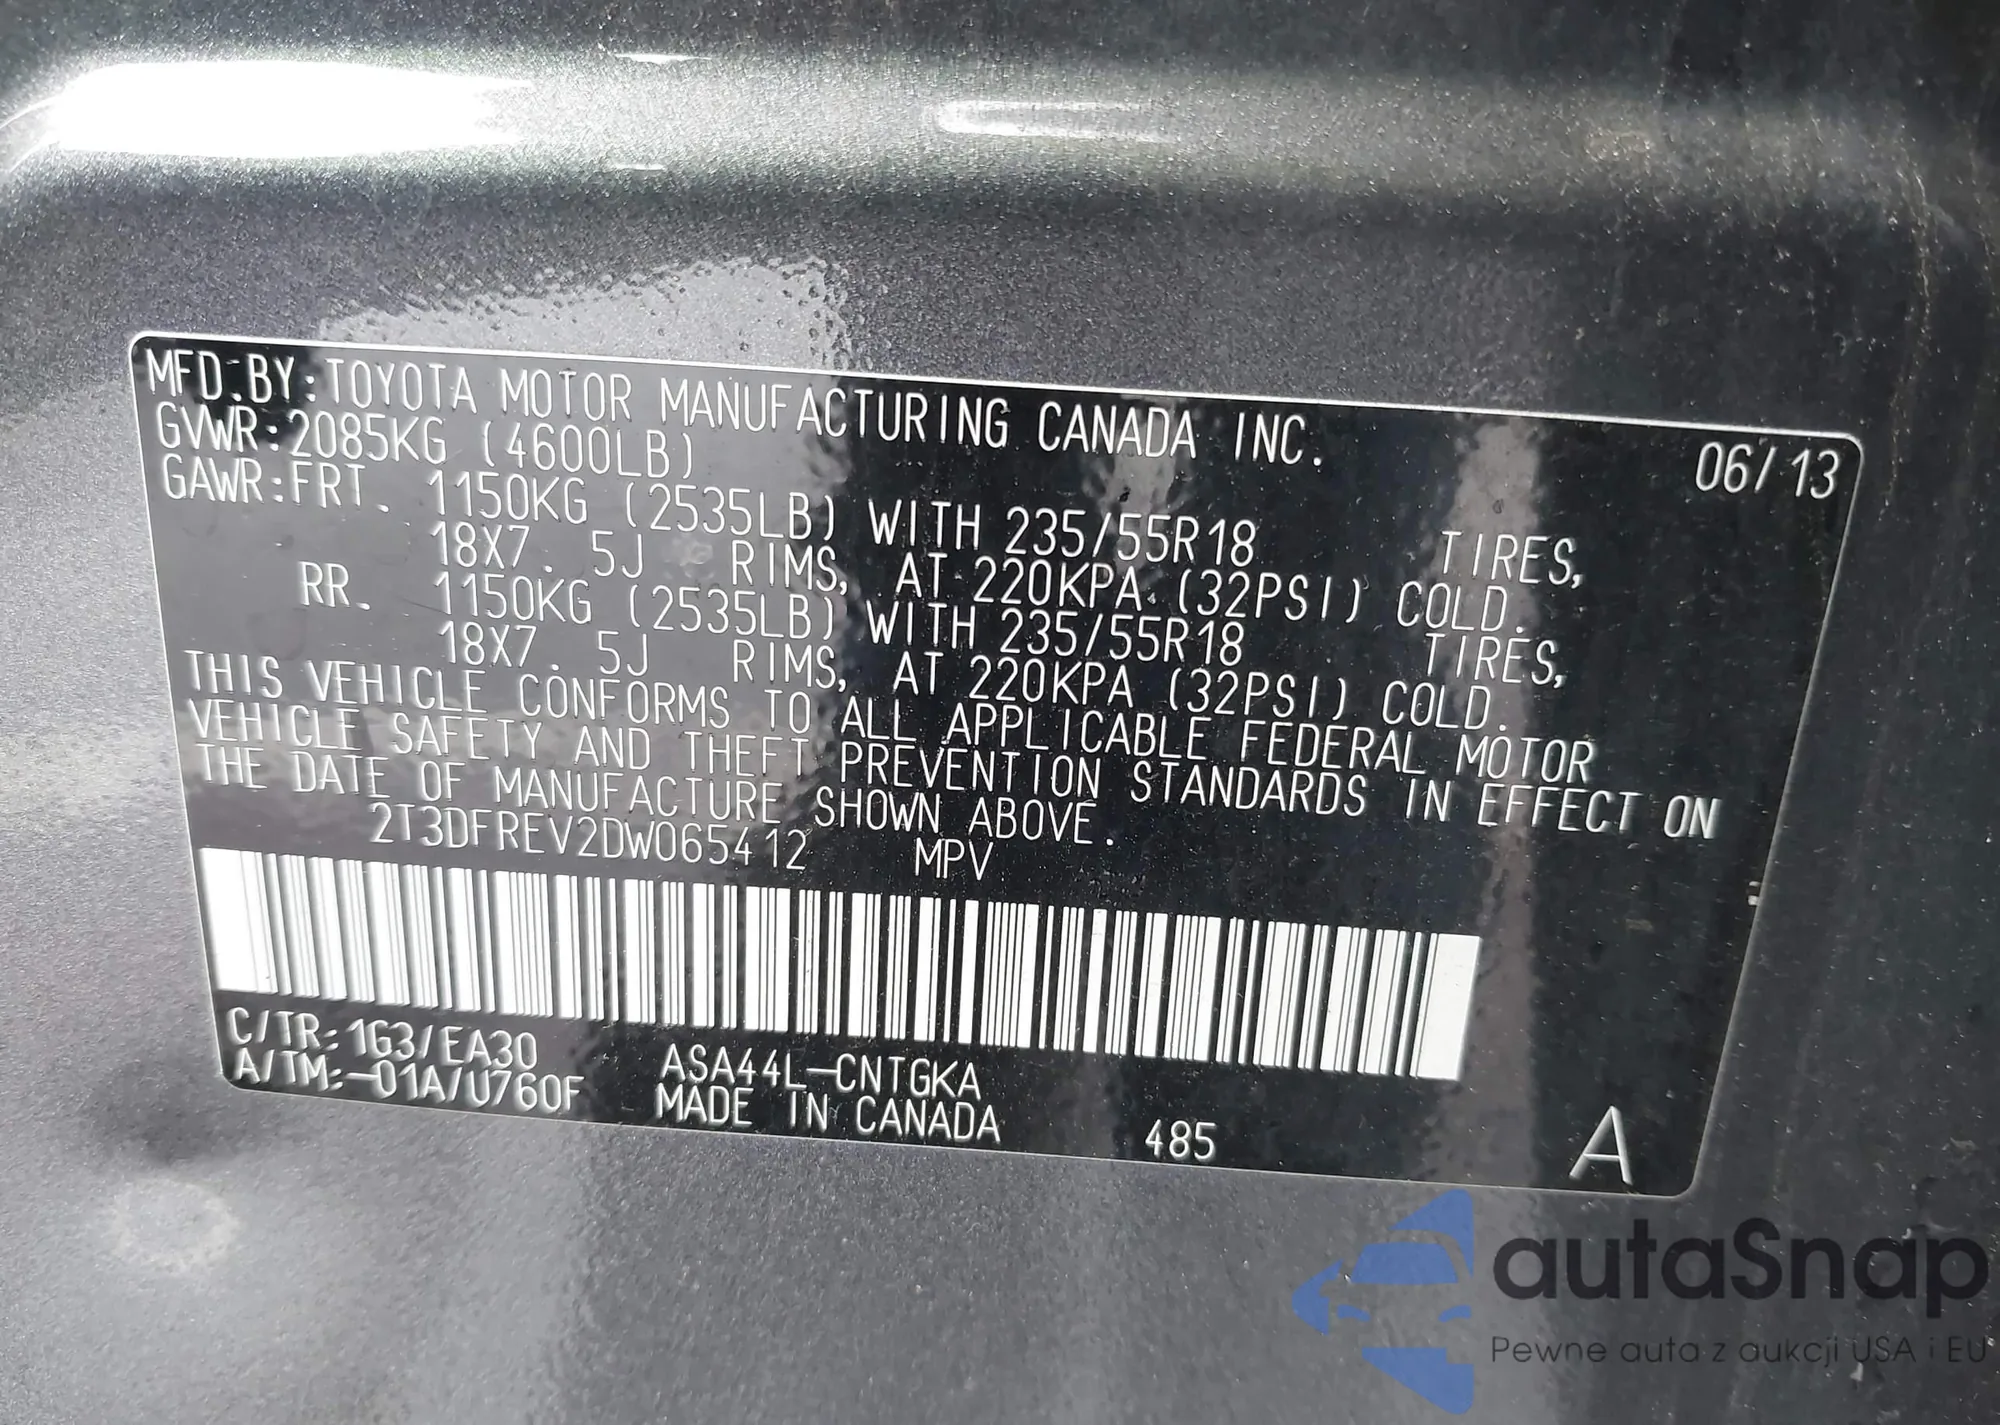 MFD.BY:TOYOTA MOTOR MANUFACTURING CANADA INC. 06/13
GVWR:2085KG (4600LB)
GAWR:FRT. 1150KG (2535LB) WITH 235/55R18 TIRES,
18X7.5J RIMS, AT 220KPA.(32PSI) COLD.
RR. 1150KG (2535LB) WITH 235/55R18 TIRES,
18X7.5J RIMS, AT 220KPA (32PSI) COLD.
THIS VEHICLE CONFORMS TO ALL APPLICABLE FEDERAL MOTOR
VEHICLE SAFETY AND THEFT PREVENTION STANDARDS IN EFFECT ON
THE DATE OF MANUFACTURE SHOWN ABOVE.
2T3DFREV2DW065412 MPV
C/TR:1G3/EA30 ASA44L-CNTGKA
A/TM:-01A/U760F MADE IN CANADA 485 A
autaSnap
Pewne auta z aukcji USA i EU